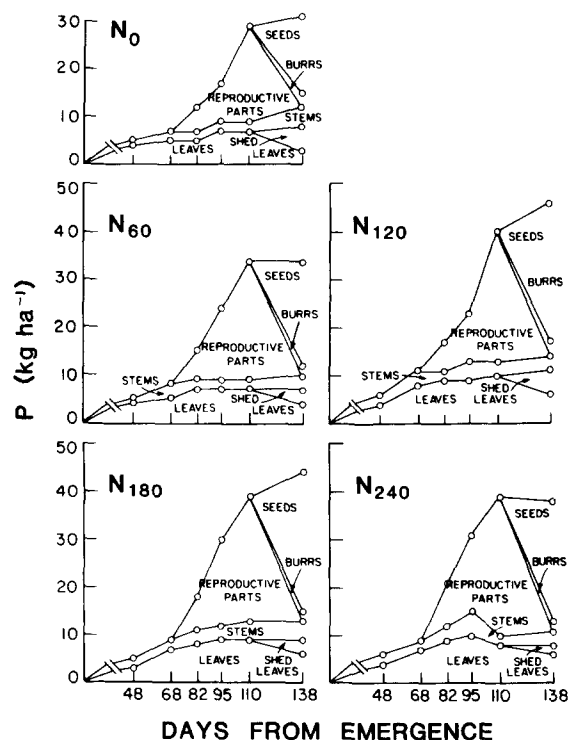 N0
30
20
10
0
SEEDS
BURRS
REPRODUCTIVE
PARTS
STEMS
LEAVES
SHED
LEAVES
P (kg ha⁻¹)
N60
50
40
30
20
10
0
SEEDS
BURRS
REPRODUCTIVE
PARTS
STEMS
LEAVES
SHED
LEAVES
N120
SEEDS
BURRS
REPRODUCTIVE
PARTS
STEMS
LEAVES
SHED
LEAVES
N180
50
40
30
20
10
0
SEEDS
BURRS
REPRODUCTIVE
PARTS
STEMS
LEAVES
SHED
LEAVES
48 68 82 95 110 138
N240
SEEDS
BURRS
REPRODUCTIVE
PARTS
STEMS
LEAVES
SHED
LEAVES
48 68 82 95 110 138
DAYS FROM EMERGENCE